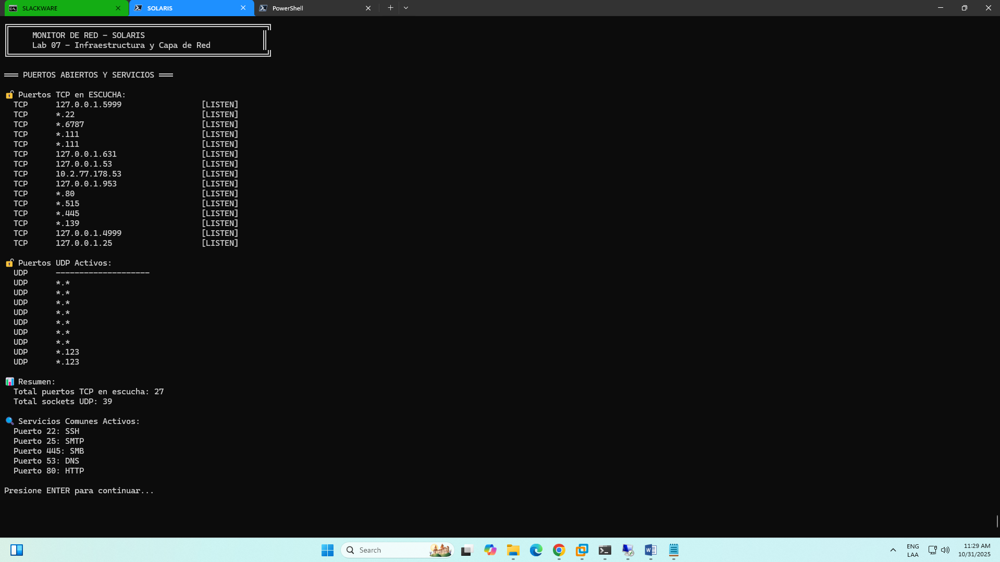 SLACKWARE
SOLARIS
PowerShell
MONITOR DE RED - SOLARIS
Lab 07 - Infraestructura y Capa de Red
=== PUERTOS ABIERTOS Y SERVICIOS ===
Puertos TCP en ESCUCHA:
TCP 127.0.0.1.5999 [LISTEN]
TCP *.22 [LISTEN]
TCP *.6787 [LISTEN]
TCP *.111 [LISTEN]
TCP *.111 [LISTEN]
TCP 127.0.0.1.631 [LISTEN]
TCP 127.0.0.1.53 [LISTEN]
TCP 10.2.77.178.53 [LISTEN]
TCP 127.0.0.1.953 [LISTEN]
TCP *.80 [LISTEN]
TCP *.515 [LISTEN]
TCP *.445 [LISTEN]
TCP *.139 [LISTEN]
TCP 127.0.0.1.4999 [LISTEN]
TCP 127.0.0.1.25 [LISTEN]
Puertos UDP Activos:
UDP --------------------
UDP *.*
UDP *.*
UDP *.*
UDP *.*
UDP *.*
UDP *.*
UDP *.*
UDP *.123
UDP *.123
Resumen:
Total puertos TCP en escucha: 27
Total sockets UDP: 39
Servicios Comunes Activos:
Puerto 22: SSH
Puerto 25: SMTP
Puerto 445: SMB
Puerto 53: DNS
Puerto 80: HTTP
Presione ENTER para continuar...
Search
ENG
LAA
11:29 AM
10/31/2025